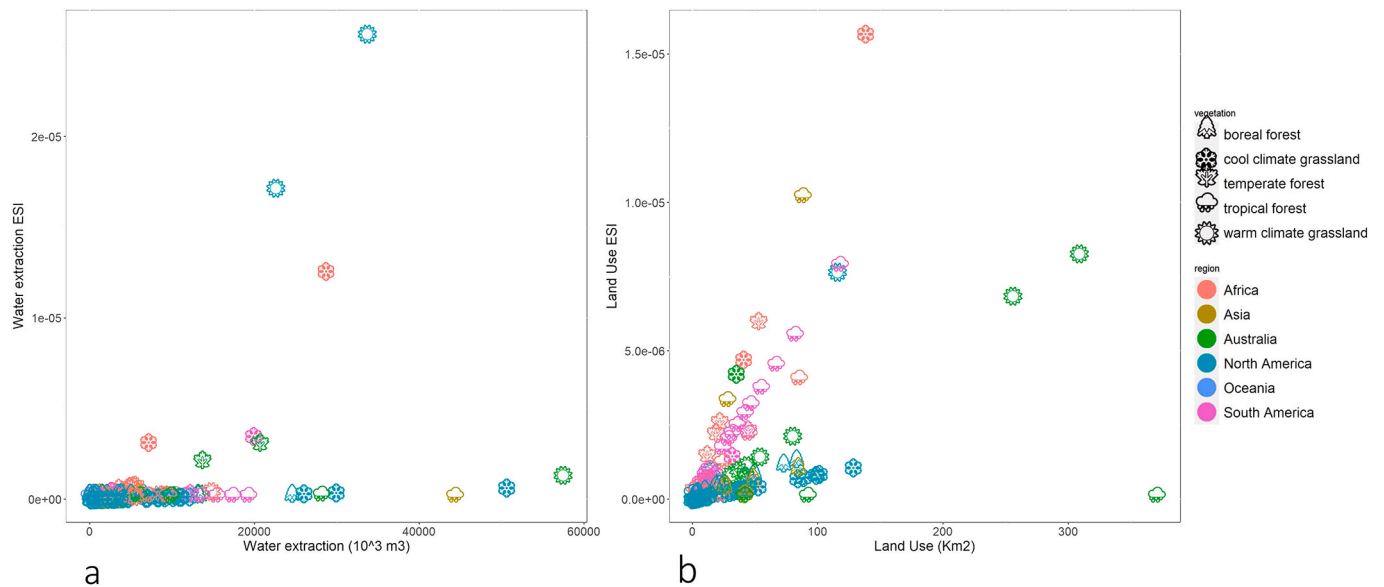 2e-05
1e-05
0e+00
Water extraction ESI
0
20000
40000
60000
Water extraction (10^3 m3)
a
1.5e-05
1.0e-05
5.0e-06
0.0e+00
Land Use ESI
0
100
200
300
Land Use (Km2)
b
vegetation
boreal forest
cool climate grassland
temperate forest
tropical forest
warm climate grassland
region
Africa
Asia
Australia
North America
Oceania
South America